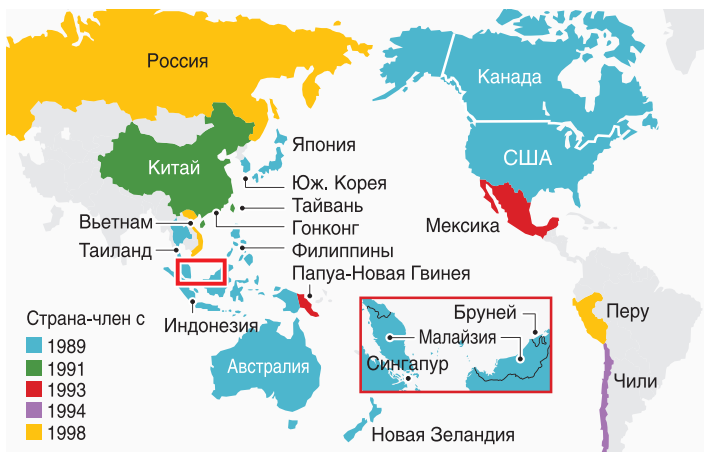 Россия
Канада
Япония
США
Китай
Юж. Корея
Тайвань
Вьетнам
Гонконг
Мексика
Таиланд
Филиппины
Папуа-Новая Гвинея
Бруней
Перу
Страна-член с
Индонезия
Малайзия
1989
Австралия
Сингапур
1991
Чили
1993
1994
1998
Новая Зеландия